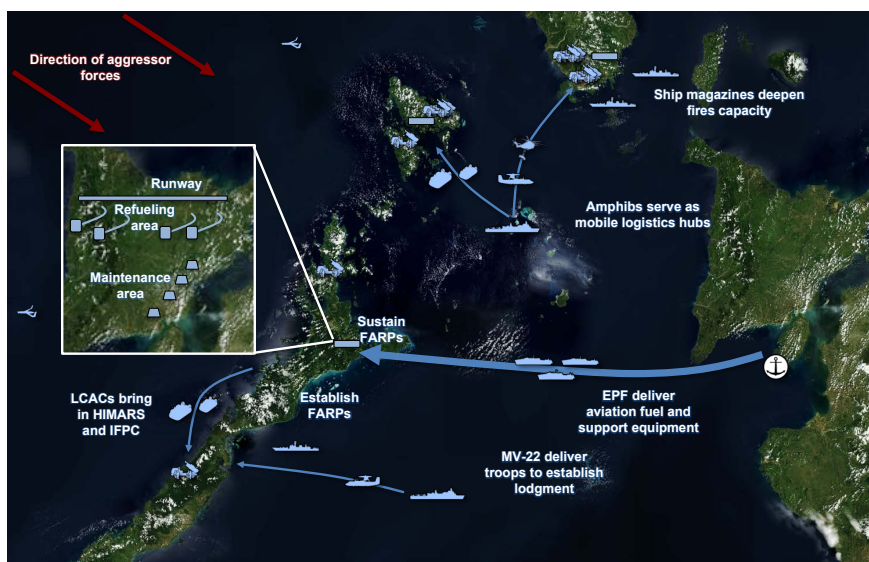 Direction of aggressor
forces
Ship magazines deepen
fires capacity
Runway
Refueling
area
Maintenance
area
Amphibs serve as
mobile logistics hubs
Sustain
FARPs
LCACs bring
in HIMARS
and IFPC
Establish
FARPs
EPF deliver
aviation fuel and
support equipment
MV-22 deliver
troops to establish
lodgment